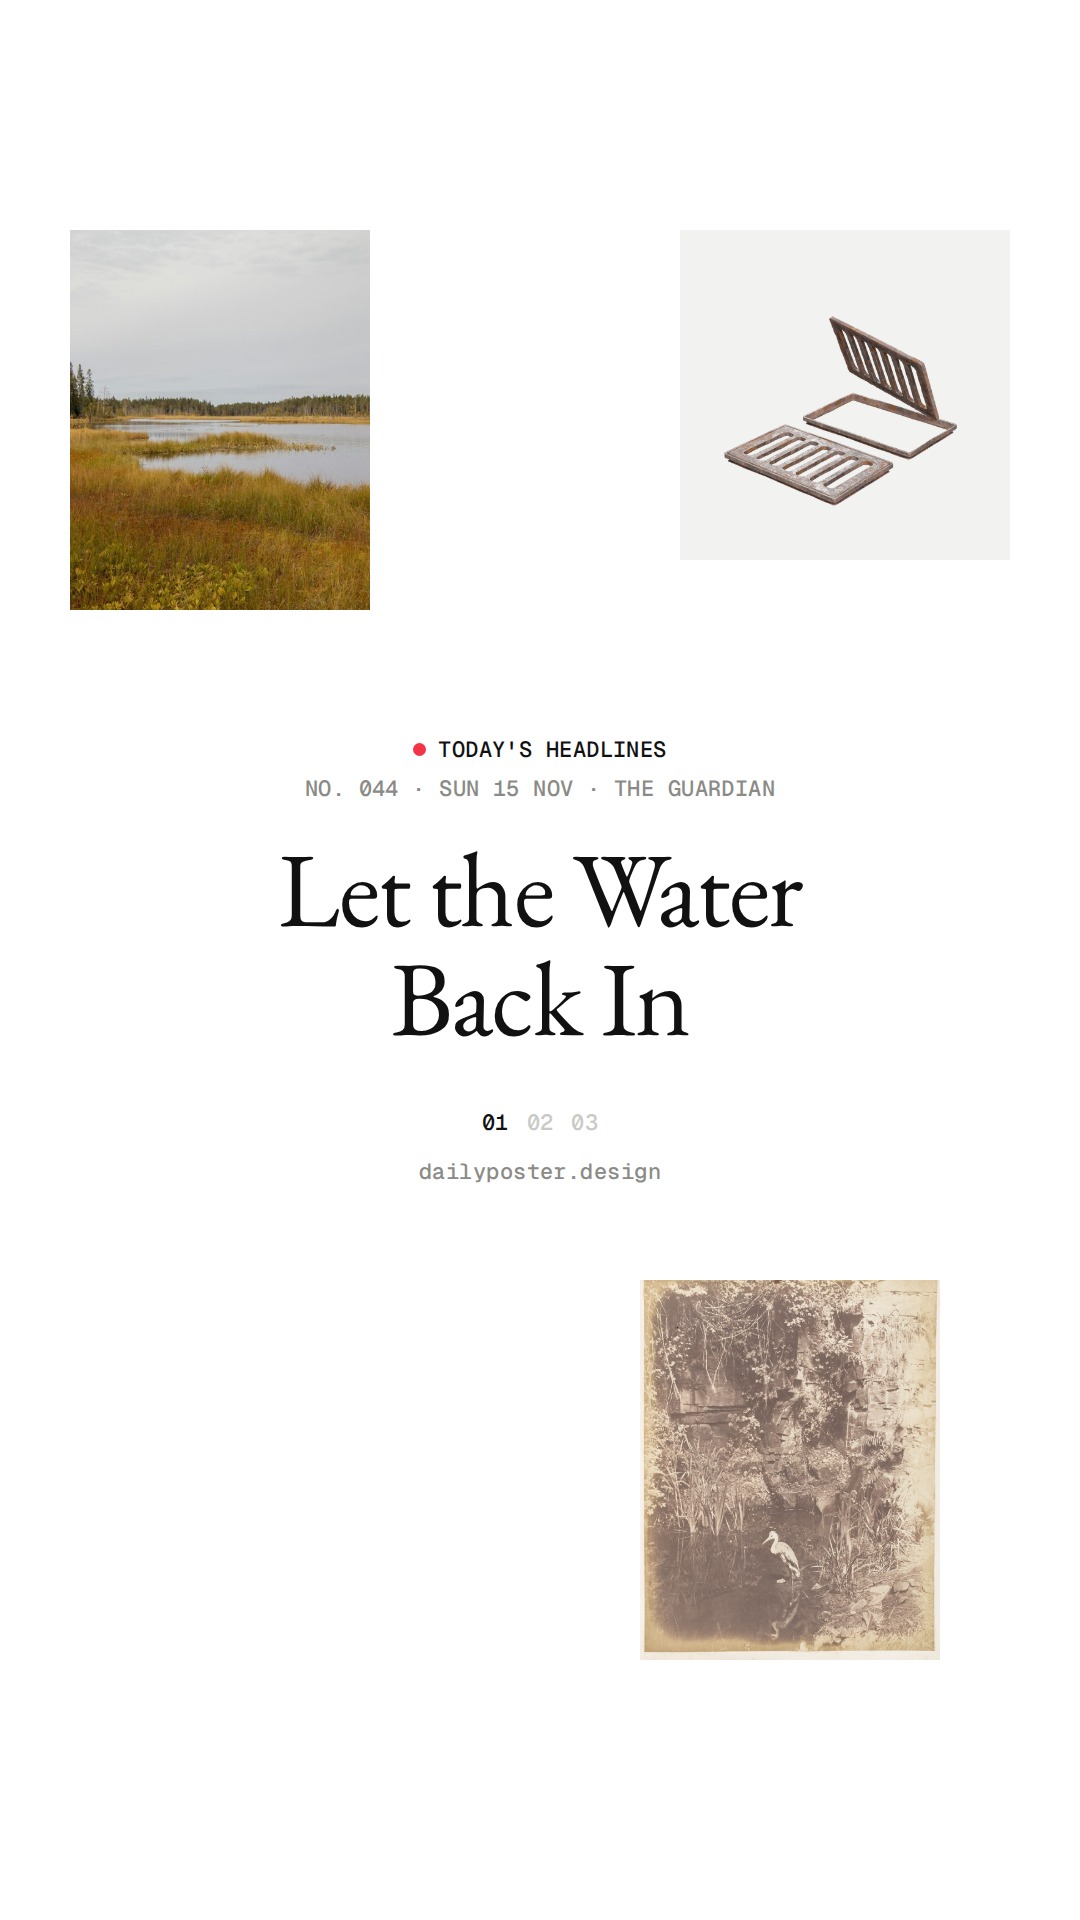 TODAY'S HEADLINES
NO. 044 · SUN 15 NOV · THE GUARDIAN
Let the Water
Back In
01 02 03
dailyposter.design